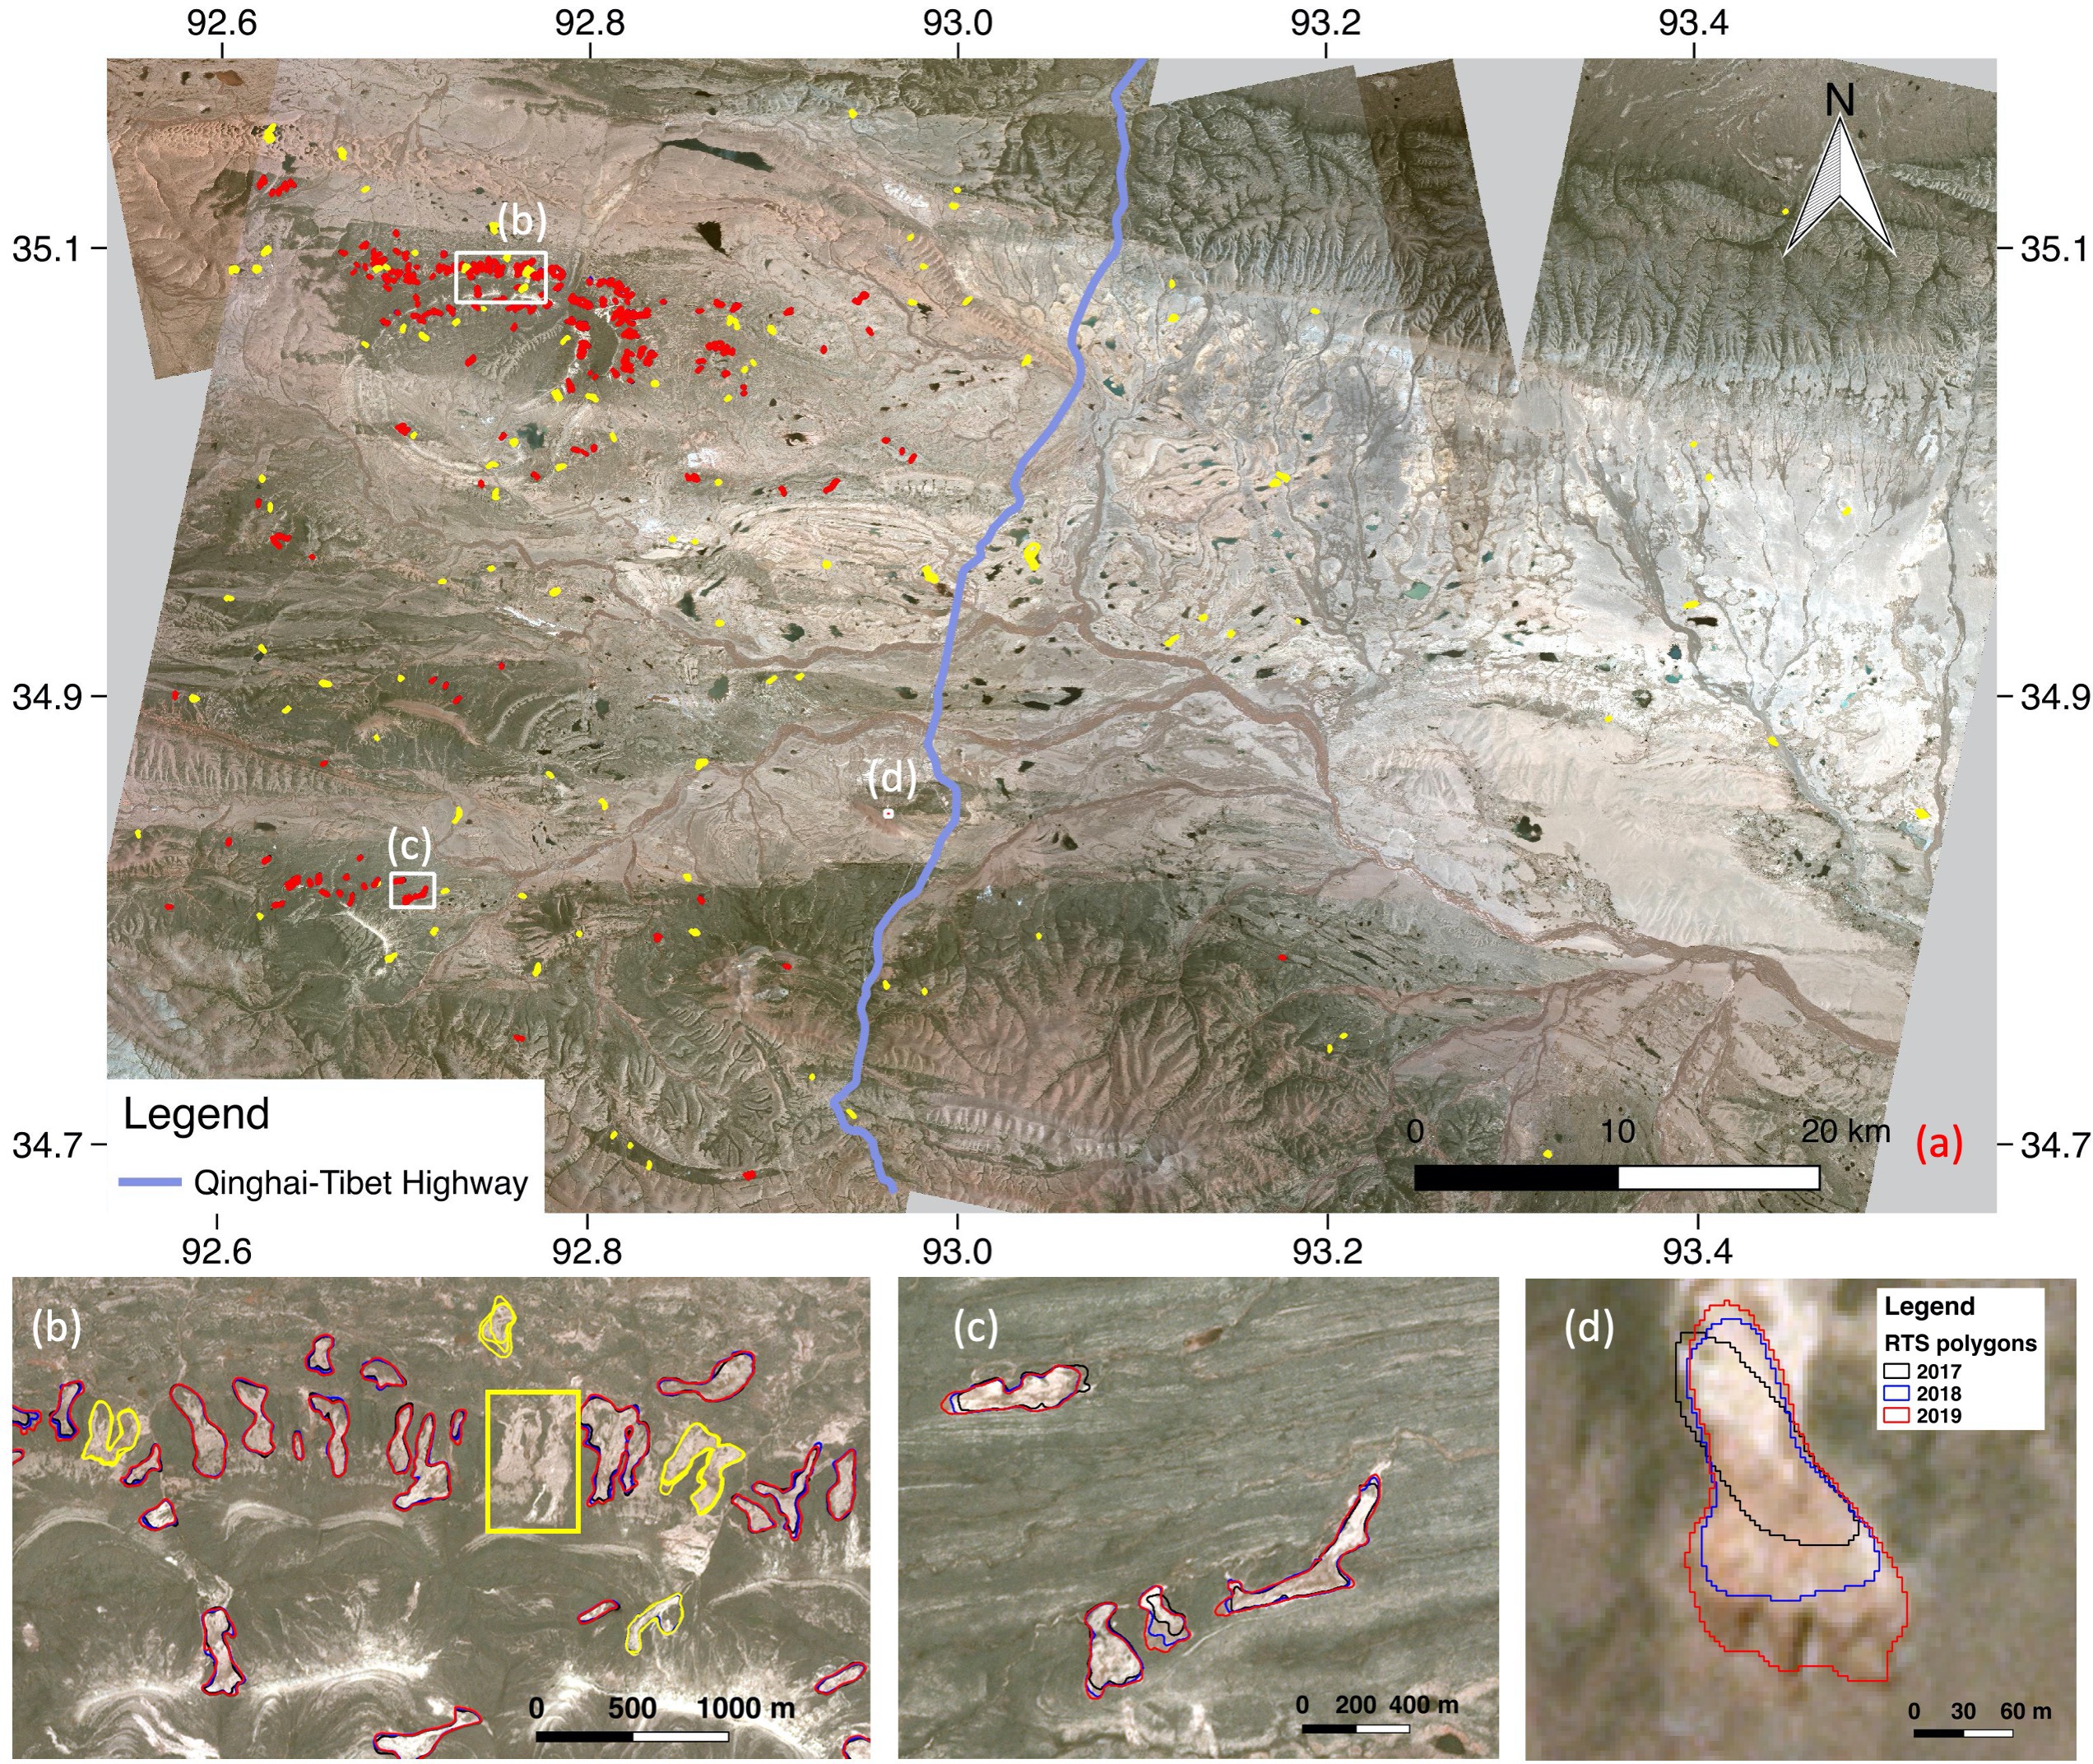 92.6 92.8 93.0 93.2 93.4
N
(b)
35.1 35.1
34.9 34.9
(d)
(c)
Legend
Qinghai-Tibet Highway
0 10 20 km
(a)
34.7 34.7
92.6 92.8 93.0 93.2 93.4
(b)
0 500 1000 m
(c)
0 200 400 m
(d)
Legend
RTS polygons
2017
2018
2019
0 30 60 m